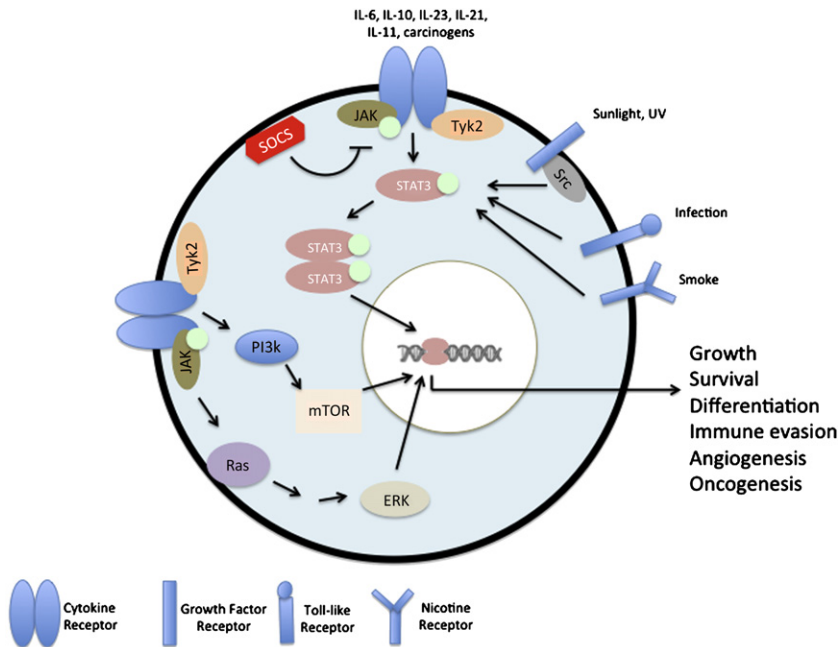 IL-6, IL-10, IL-23, IL-21,
IL-11, carcinogens
JAK
Tyk2
SOCS
Sunlight, UV
Src
STAT3
Infection
Smoke
STAT3
STAT3
Tyk2
JAK
PI3k
mTOR
Ras
ERK
Growth
Survival
Differentiation
Immune evasion
Angiogenesis
Oncogenesis
Cytokine
Receptor
Growth Factor
Receptor
Toll-like
Receptor
Nicotine
Receptor